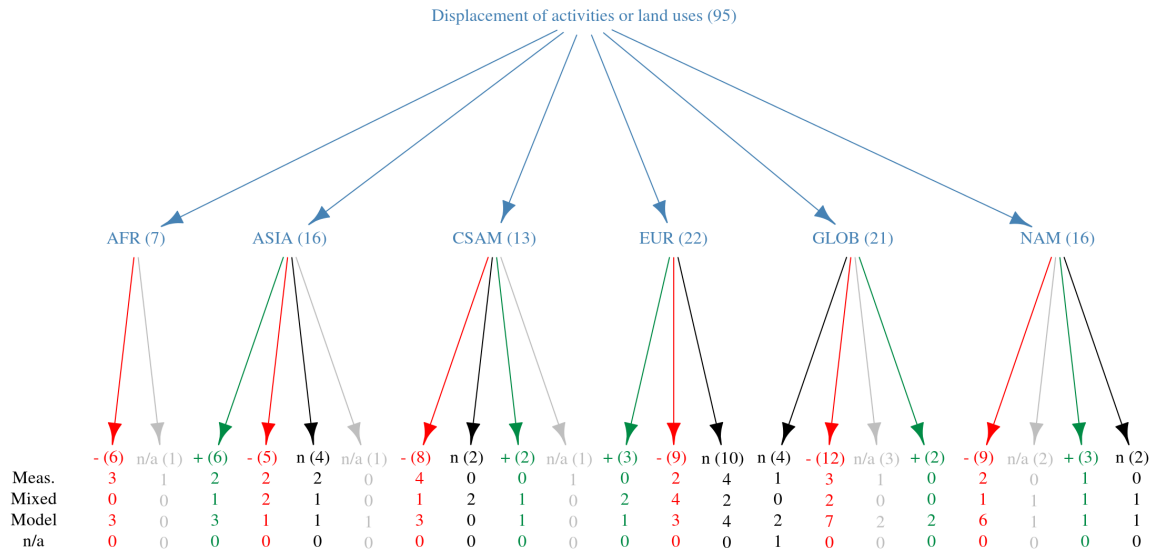 Displacement of activities or land uses (95)
AFR (7) ASIA (16) CSAM (13) EUR (22) GLOB (21) NAM (16)
- (6) n/a (1) + (6) - (5) n (4) n/a (1) - (8) n (2) + (2) n/a (1) + (3) - (9) n (10) n (4) - (12) n/a (3) + (2) - (9) n/a (2) + (3) n (2)
Meas. 3 1 2 2 2 0 4 0 0 1 0 2 4 1 3 1 0 2 0 1 0
Mixed 0 0 1 2 1 0 1 2 1 0 2 4 2 0 2 0 0 1 1 1 1
Model 3 0 3 1 1 1 3 0 1 0 1 3 4 2 7 2 2 6 1 1 1
n/a 0 0 0 0 0 0 0 0 0 0 0 0 0 1 0 0 0 0 0 0 0